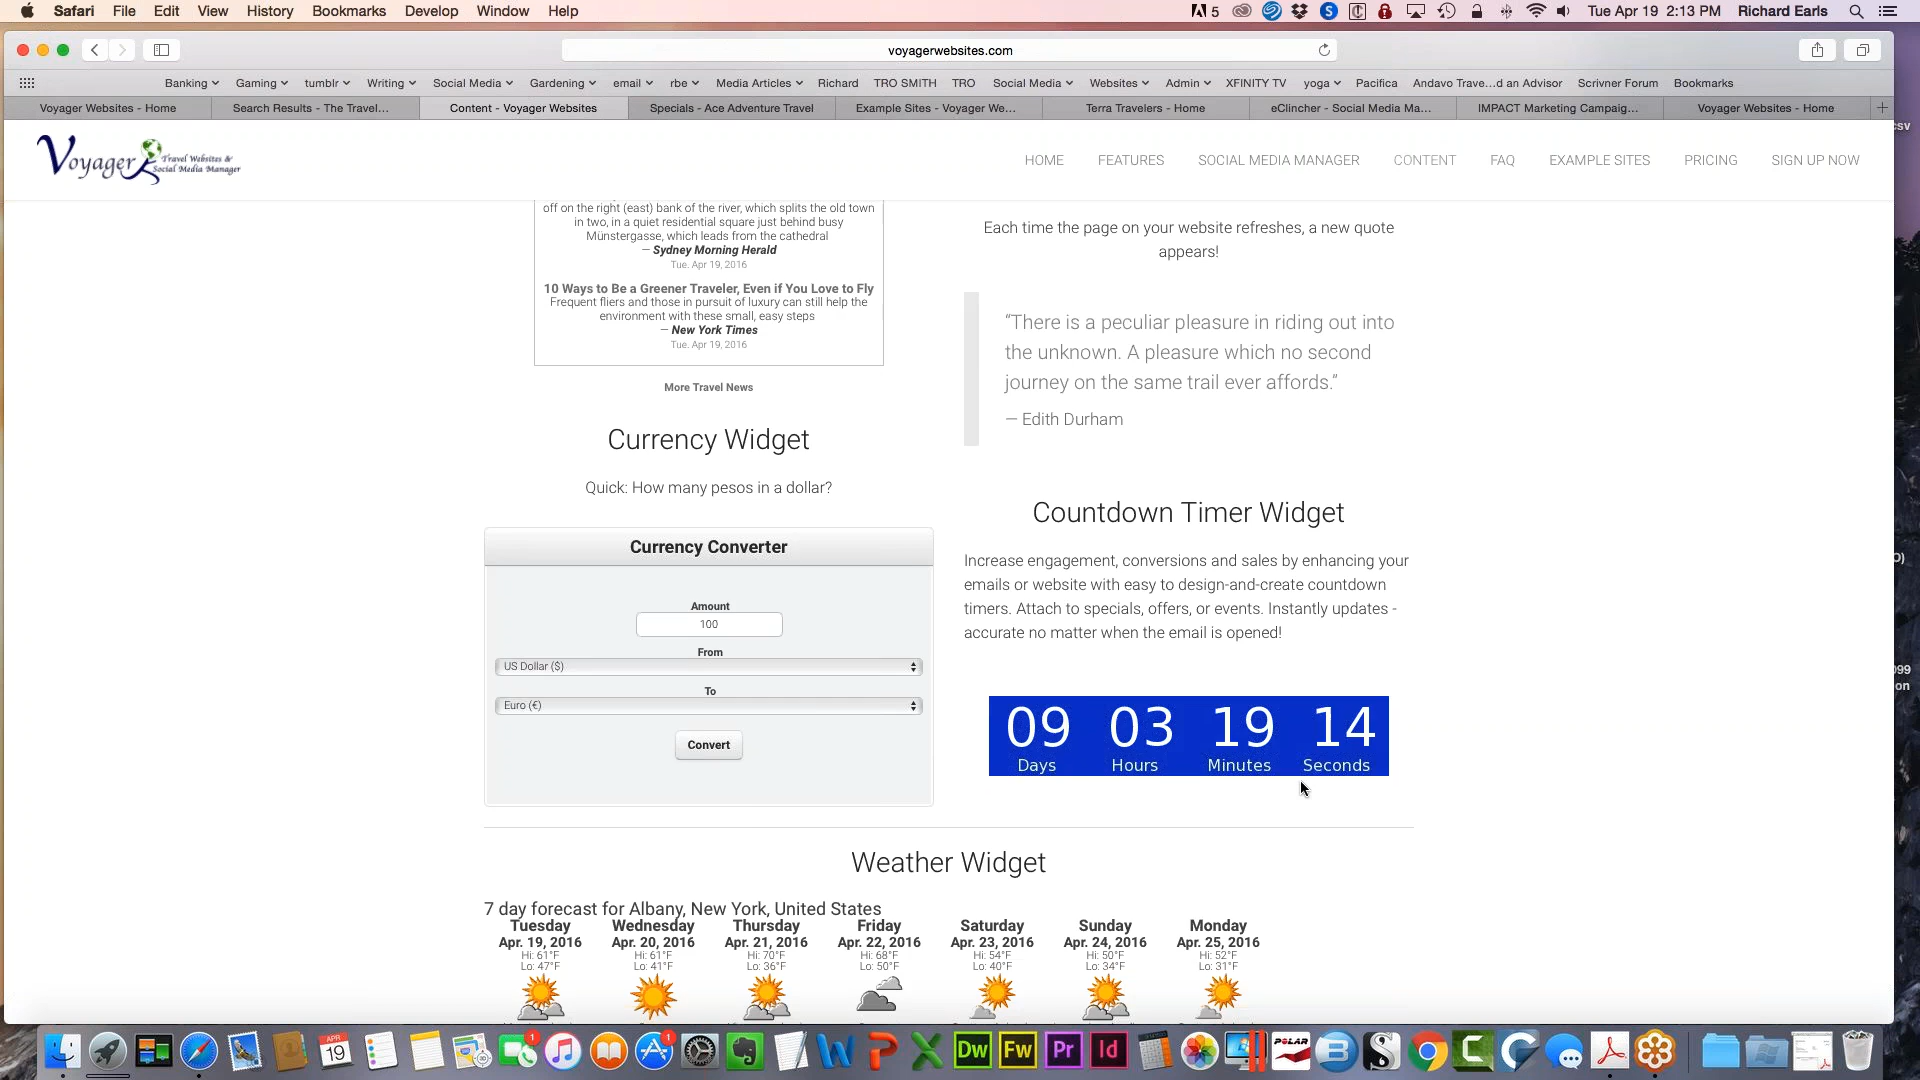 Safari File Edit View History Bookmarks Develop Window Help
5
Tue Apr 19 2:13 PM Richard Earls
voyagerwebsites.com
Banking Gaming tumblr Writing Social Media Gardening email rbe Media Articles Richard TRO SMITH TRO Social Media Websites Admin XFINITY TV yoga Pacifica Andavo Trave...d an Advisor Scrivner Forum Bookmarks
Voyager Websites - Home
Search Results - The Travel...
Content - Voyager Websites
Specials - Ace Adventure Travel
Example Sites - Voyager We...
Terra Travelers - Home
eClincher - Social Media Ma...
IMPACT Marketing Campaig...
Voyager Websites - Home
csv
Voyager Travel Websites &
Social Media Manager
HOME FEATURES SOCIAL MEDIA MANAGER CONTENT FAQ EXAMPLE SITES PRICING SIGN UP NOW
off on the right (east) bank of the river, which splits the old town
in two, in a quiet residential square just behind busy
Münstergasse, which leads from the cathedral
— Sydney Morning Herald
Tue. Apr 19, 2016
10 Ways to Be a Greener Traveler, Even if You Love to Fly
Frequent fliers and those in pursuit of luxury can still help the
environment with these small, easy steps
— New York Times
Tue. Apr 19, 2016
More Travel News
Currency Widget
Quick: How many pesos in a dollar?
Currency Converter
Amount
100
From
US Dollar ($)
To
Euro (€)
Convert
Each time the page on your website refreshes, a new quote
appears!
“There is a peculiar pleasure in riding out into
the unknown. A pleasure which no second
journey on the same trail ever affords.”
— Edith Durham
Countdown Timer Widget
Increase engagement, conversions and sales by enhancing your
emails or website with easy to design-and-create countdown
timers. Attach to specials, offers, or events. Instantly updates -
accurate no matter when the email is opened!
09 03 19 14
Days Hours Minutes Seconds
O)
099
on
Weather Widget
7 day forecast for Albany, New York, United States
Tuesday Wednesday Thursday Friday Saturday Sunday Monday
Apr. 19, 2016 Apr. 20, 2016 Apr. 21, 2016 Apr. 22, 2016 Apr. 23, 2016 Apr. 24, 2016 Apr. 25, 2016
Hi: 61°F Hi: 61°F Hi: 70°F Hi: 68°F Hi: 54°F Hi: 50°F Hi: 52°F
Lo: 47°F Lo: 41°F Lo: 36°F Lo: 50°F Lo: 40°F Lo: 34°F Lo: 31°F
APR
19
1
1
Dw Fw Pr Id
POLAR